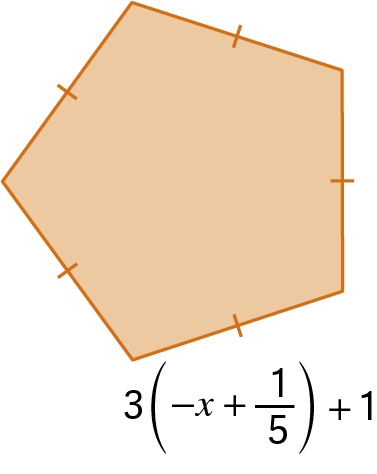 3(−x + 1/5) + 1